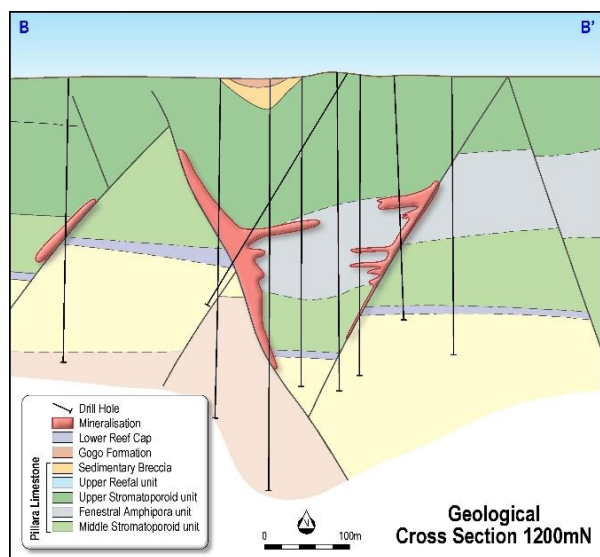 B
B'
Drill Hole
Mineralisation
Lower Reef Cap
Gogo Formation
Sedimentary Breccia
Upper Reefal unit
Upper Stromatoporoid unit
Fenestral Amphipora unit
Middle Stromatoporoid unit
Pillara Limestone
N
0
100m
Geological
Cross Section 1200mN